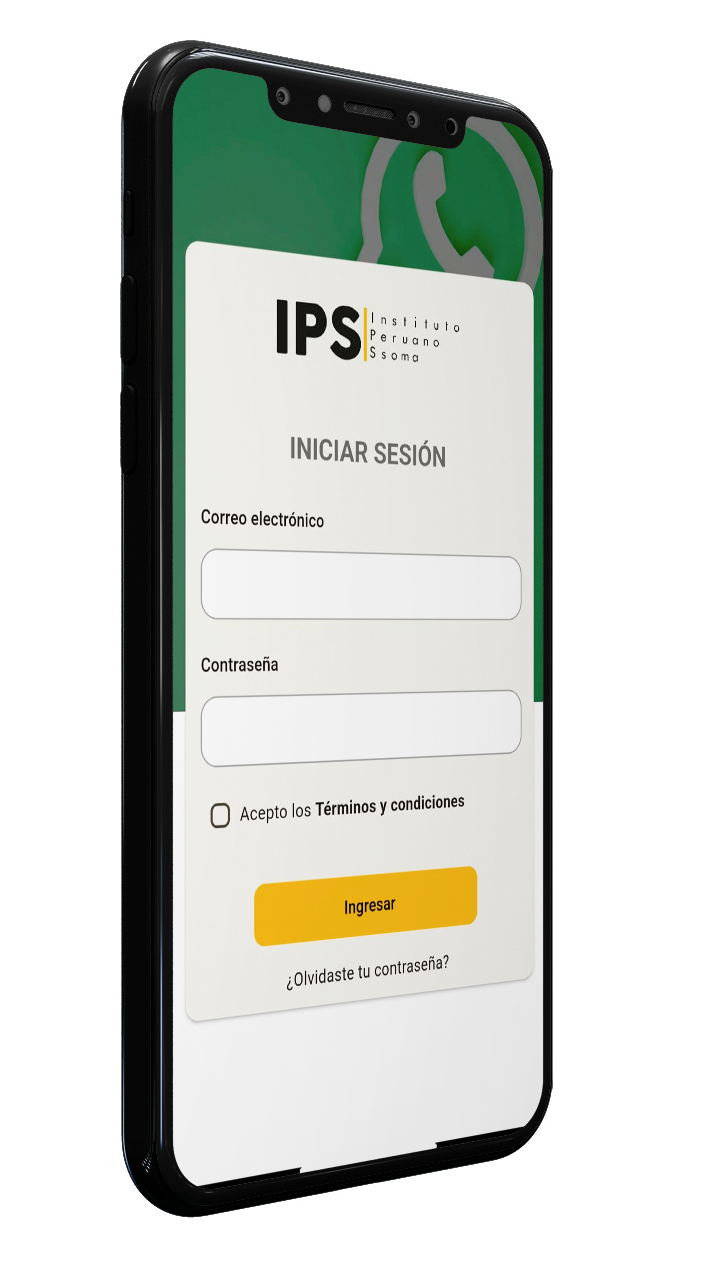 IPS
Instituto
Peruano
Ssoma
INICIAR SESIÓN
Correo electrónico
Contraseña
Acepto los Términos y condiciones
Ingresar
¿Olvidaste tu contraseña?